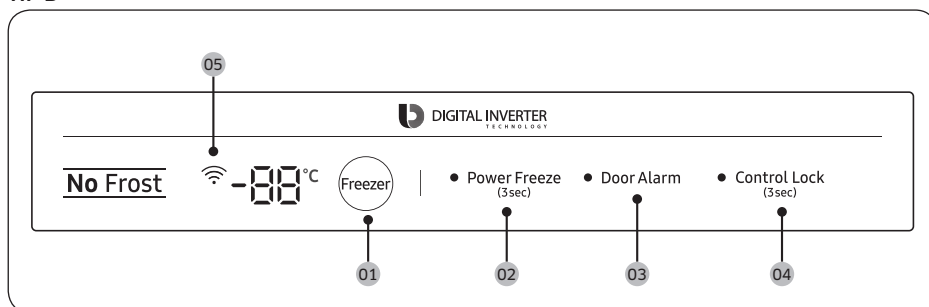 05
DIGITAL INVERTER
TECHNOLOGY
No Frost
-88°C
Freezer
Power Freeze
(3sec)
Door Alarm
Control Lock
(3sec)
01
02
03
04